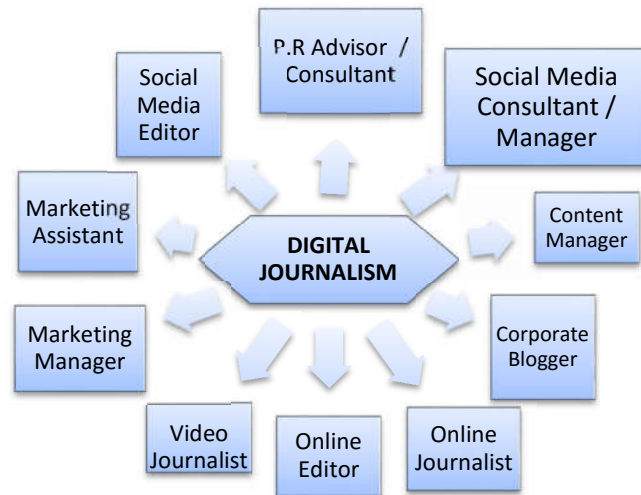 P.R Advisor /
Consultant
Social Media
Consultant /
Manager
Social
Media
Editor
Marketing
Assistant
DIGITAL
JOURNALISM
Content
Manager
Marketing
Manager
Corporate
Blogger
Video
Journalist
Online
Editor
Online
Journalist